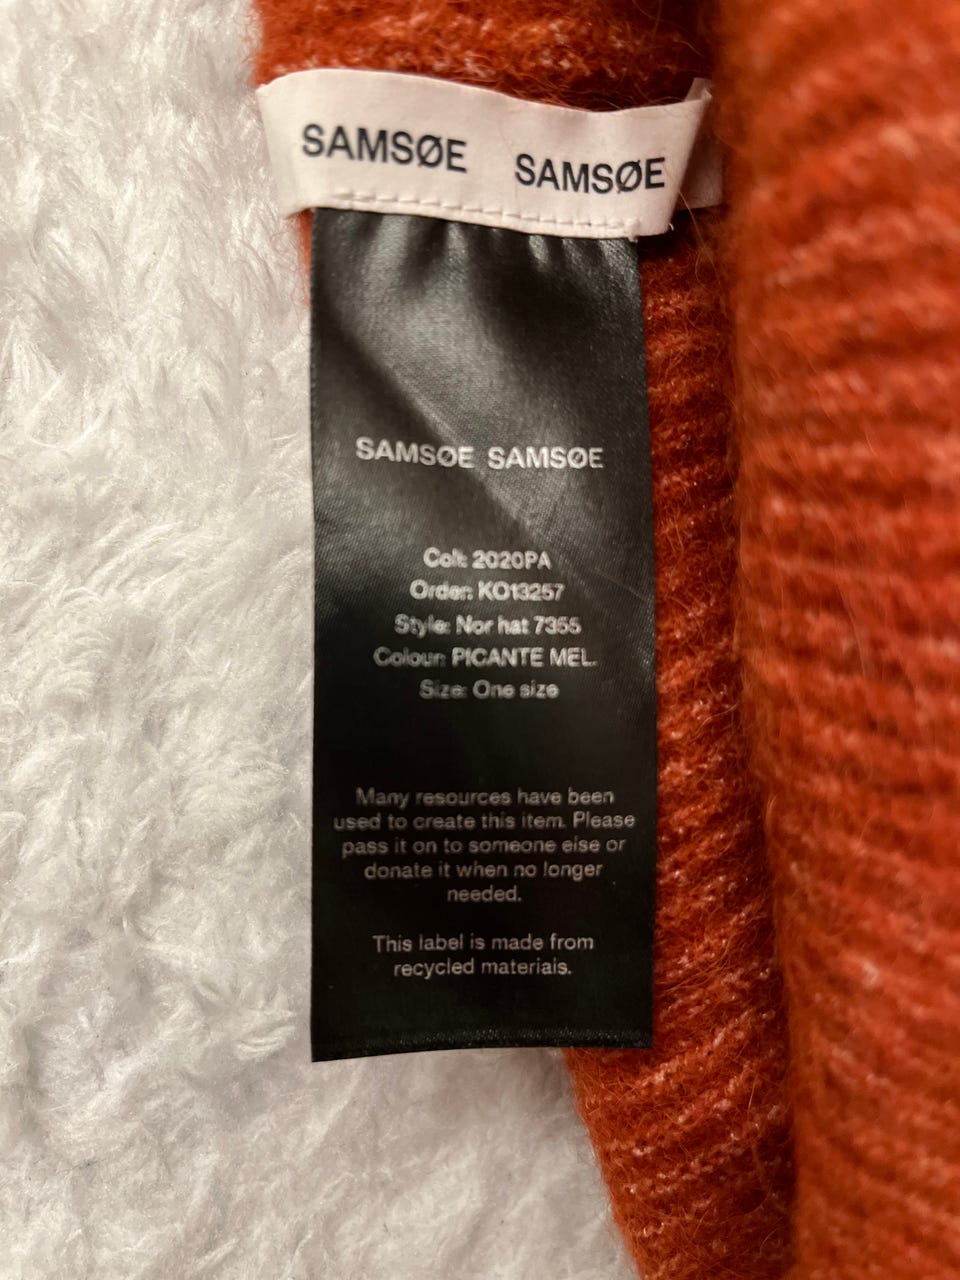 SAMSØE SAMSØE
SAMSØE SAMSØE
Col: 2020PA
Order: KO13257
Style: Nor hat 7355
Colour: PICANTE MEL.
Size: One size
Many resources have been
used to create this item. Please
pass it on to someone else or
donate it when no longer
needed.
This label is made from
recycled materials.